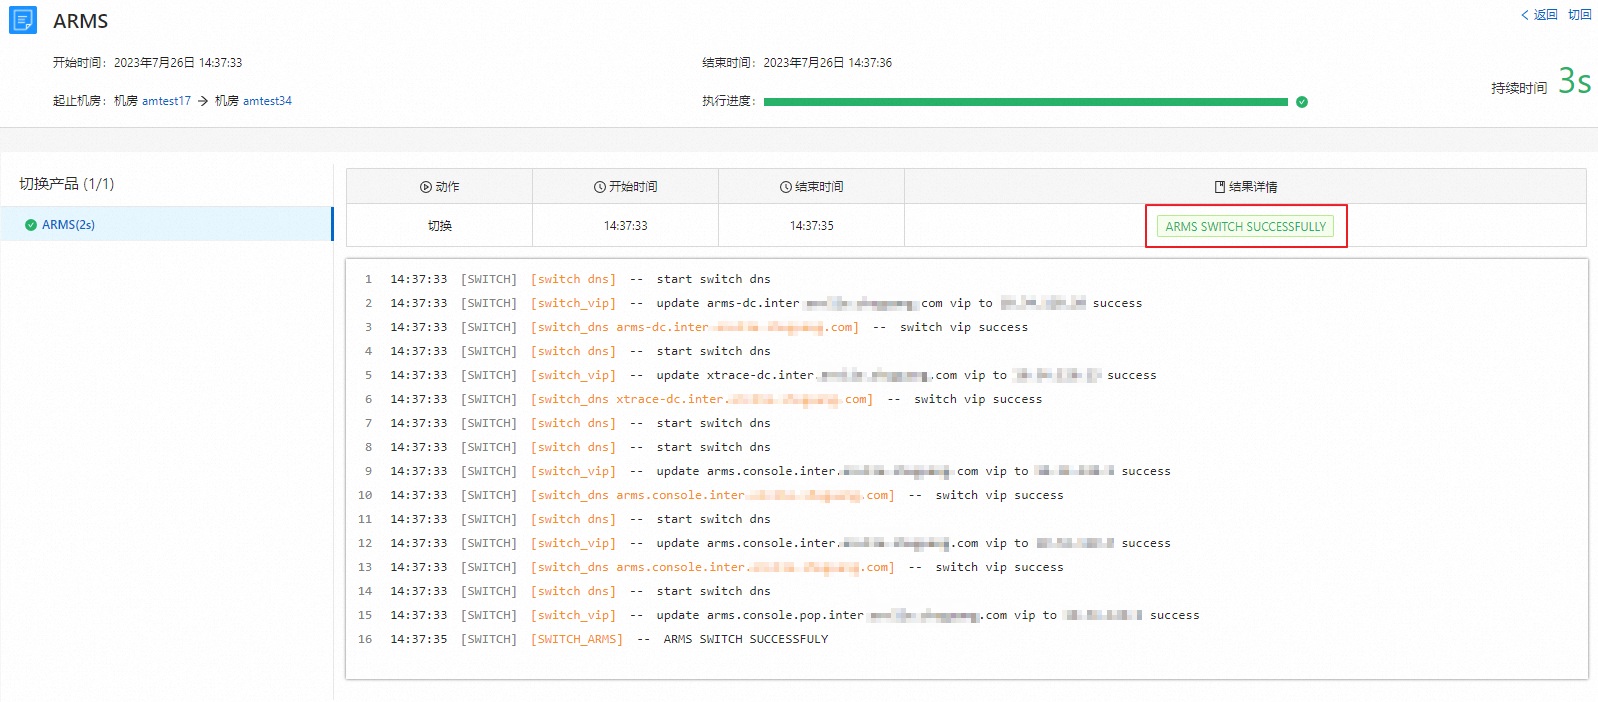 ARMS
返回 切回
开始时间： 2023年7月26日 14:37:33
结束时间： 2023年7月26日 14:37:36
持续时间 3s
起止机房： 机房 amtest17 → 机房 amtest34
执行进度：
切换产品 (1/1)
ARMS(2s)
动作 开始时间 结束时间 结果详情
切换 14:37:33 14:37:35 ARMS SWITCH SUCCESSFULLY
1 14:37:33 [SWITCH] [switch dns] -- start switch dns
2 14:37:33 [SWITCH] [switch_vip] -- update arms-dc.inter .com vip to success
3 14:37:33 [SWITCH] [switch_dns arms-dc.inter. .com] -- switch vip success
4 14:37:33 [SWITCH] [switch dns] -- start switch dns
5 14:37:33 [SWITCH] [switch_vip] -- update xtrace-dc.inter. .com vip to success
6 14:37:33 [SWITCH] [switch_dns xtrace-dc.inter. com] -- switch vip success
7 14:37:33 [SWITCH] [switch dns] -- start switch dns
8 14:37:33 [SWITCH] [switch dns] -- start switch dns
9 14:37:33 [SWITCH] [switch_vip] -- update arms.console.inter. .com vip to success
10 14:37:33 [SWITCH] [switch_dns arms.console.inter .com] -- switch vip success
11 14:37:33 [SWITCH] [switch dns] -- start switch dns
12 14:37:33 [SWITCH] [switch_vip] -- update arms.console.inter. .com vip to success
13 14:37:33 [SWITCH] [switch_dns arms.console.inter. .com] -- switch vip success
14 14:37:33 [SWITCH] [switch dns] -- start switch dns
15 14:37:33 [SWITCH] [switch_vip] -- update arms.console.pop.inter .com vip to success
16 14:37:35 [SWITCH] [SWITCH_ARMS] -- ARMS SWITCH SUCCESSFULY